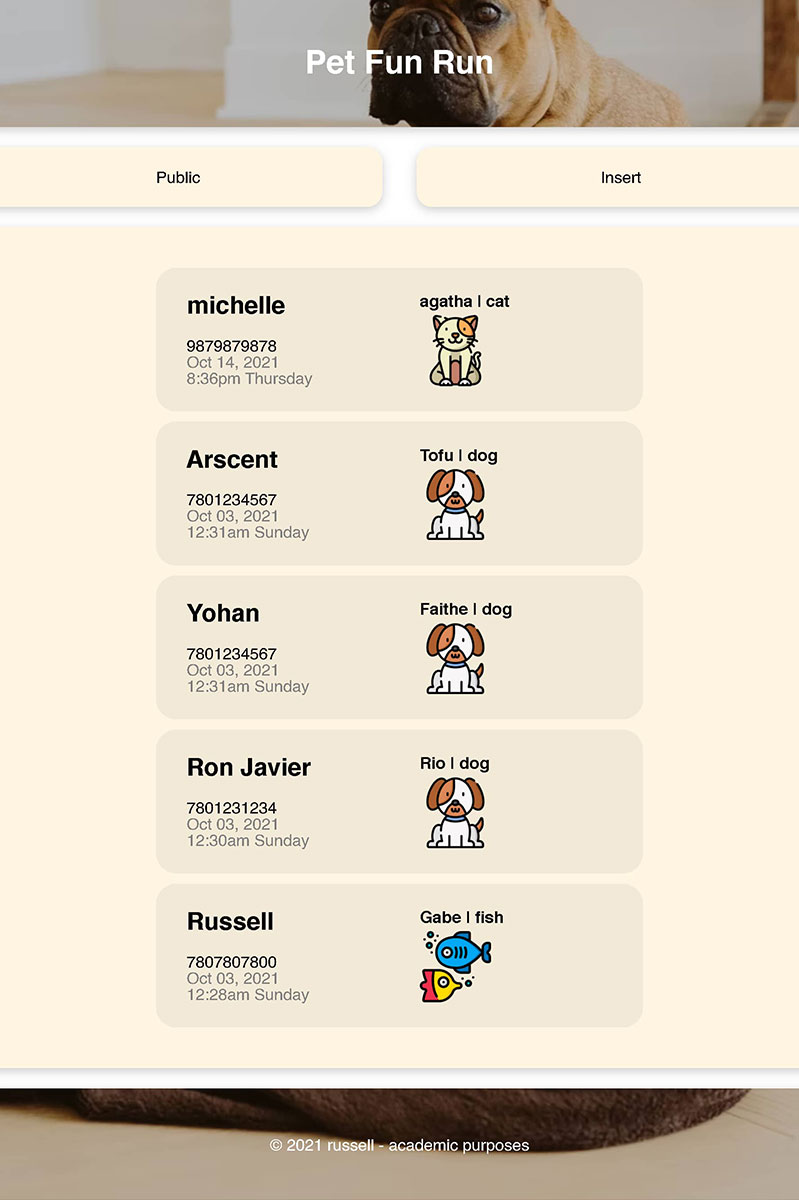 Pet Fun Run
Public
Insert
michelle
9879879878
Oct 14, 2021
8:36pm Thursday
agatha | cat
Arscent
7801234567
Oct 03, 2021
12:31am Sunday
Tofu | dog
Yohan
7801234567
Oct 03, 2021
12:31am Sunday
Faithe | dog
Ron Javier
7801231234
Oct 03, 2021
12:30am Sunday
Rio | dog
Russell
7807807800
Oct 03, 2021
12:28am Sunday
Gabe | fish
© 2021 russell - academic purposes